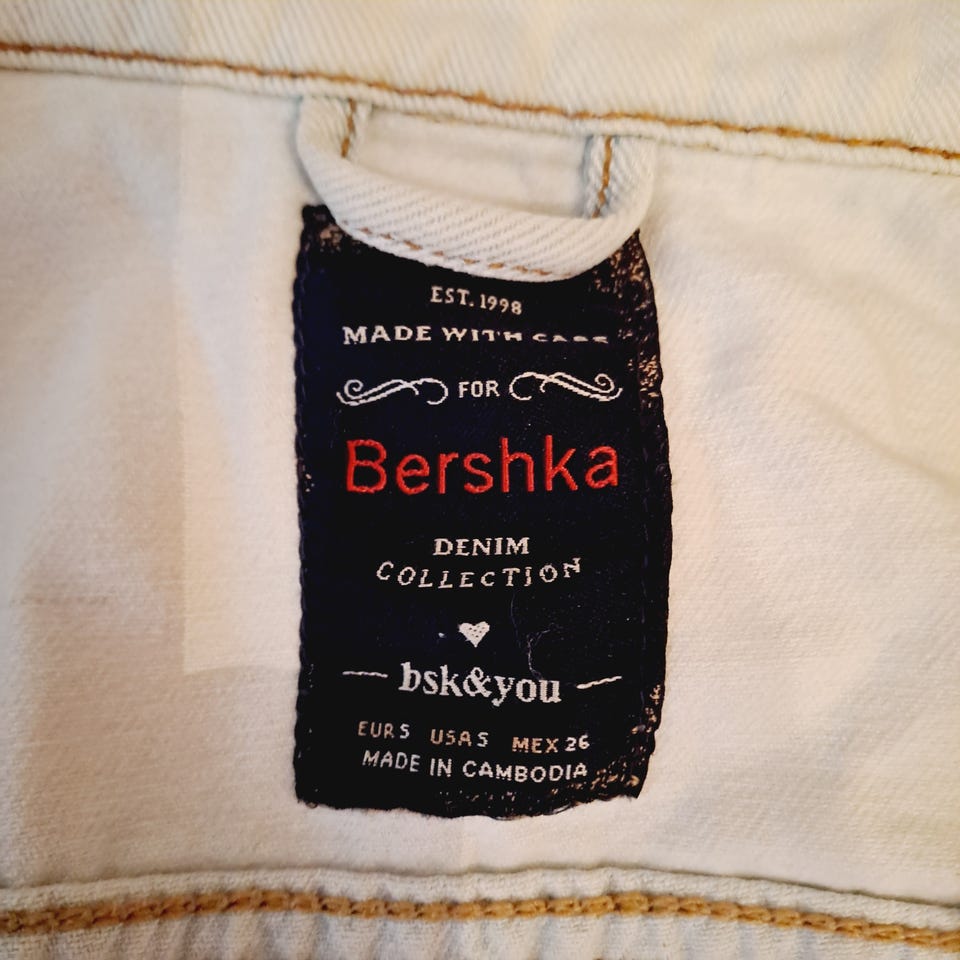 EST. 1998
MADE WITH CARE
FOR
Bershka
DENIM
COLLECTION
bsk&you
EUR S USA S MEX 26
MADE IN CAMBODIA